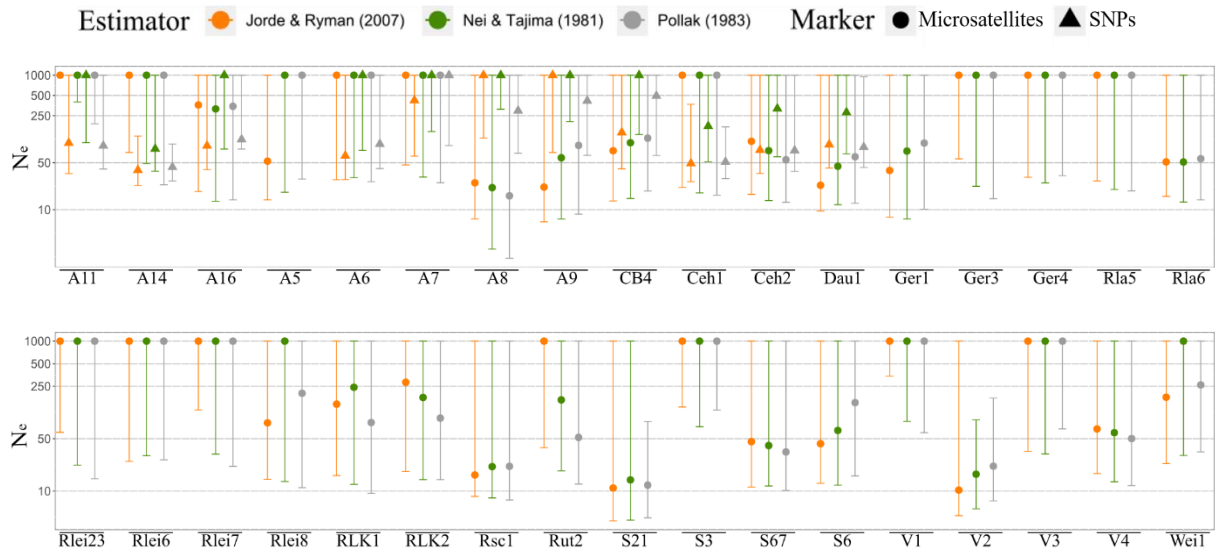 Estimator Jorde & Ryman (2007) Nei & Tajima (1981) Pollak (1983) Marker Microsatellites SNPs
1000
500
250
50
10
Ne
A11 A14 A16 A5 A6 A7 A8 A9 CB4 Ceh1 Ceh2 Dau1 Ger1 Ger3 Ger4 Rla5 Rla6
1000
500
250
50
10
Ne
Rlei23 Rlei6 Rlei7 Rlei8 RLK1 RLK2 Rsc1 Rut2 S21 S3 S67 S6 V1 V2 V3 V4 Wei1